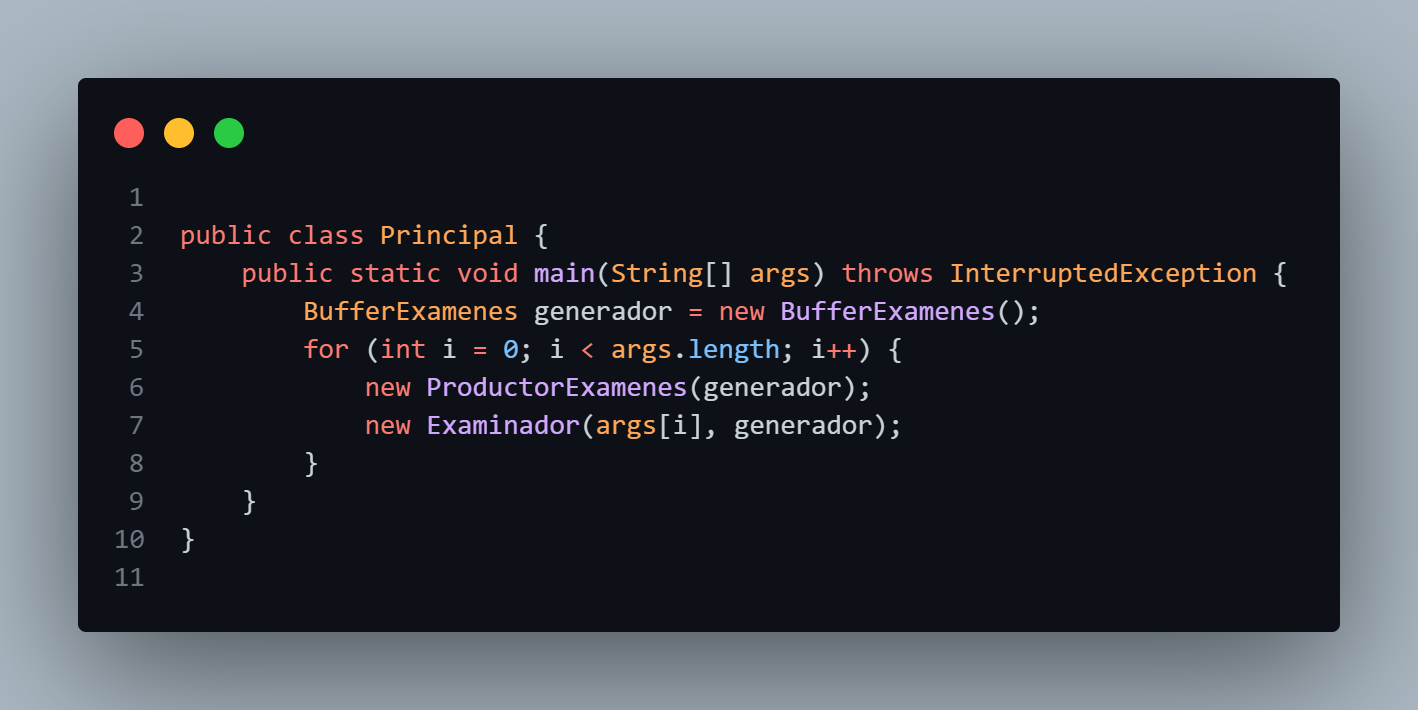 1
2 public class Principal {
3     public static void main(String[] args) throws InterruptedException {
4         BufferExamenes generador = new BufferExamenes();
5         for (int i = 0; i < args.length; i++) {
6             new ProductorExamenes(generador);
7             new Examinador(args[i], generador);
8         }
9     }
10 }
11